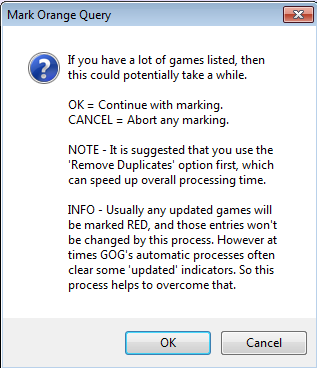 Mark Orange Query
If you have a lot of games listed, then
this could potentially take a while.
OK = Continue with marking.
CANCEL = Abort any marking.
NOTE - It is suggested that you use the
'Remove Duplicates' option first, which
can speed up overall processing time.
INFO - Usually any updated games will
be marked RED, and those entries won't
be changed by this process. However at
times GOG's automatic processes often
clear some 'updated' indicators. So this
process helps to overcome that.
OK
Cancel